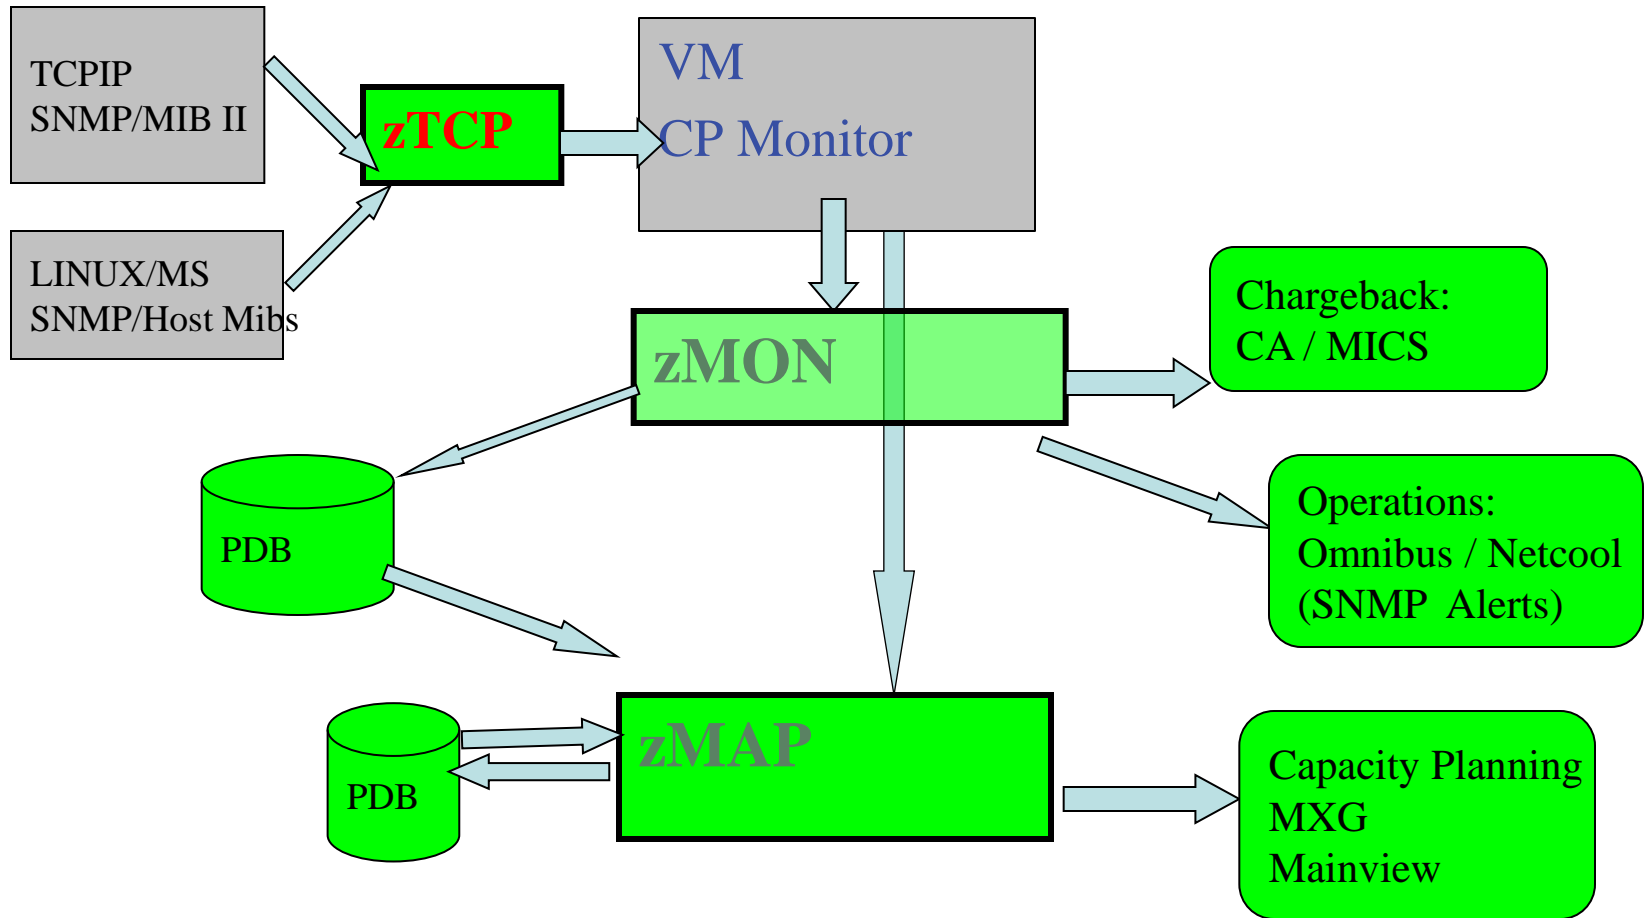 TCPIP
SNMP/MIB II
zTCP
VM
CP Monitor
LINUX/MS
SNMP/Host Mibs
zMON
Chargeback:
CA / MICS
PDB
Operations:
Omnibus / Netcool
(SNMP Alerts)
PDB
zMAP
Capacity Planning
MXG
Mainview